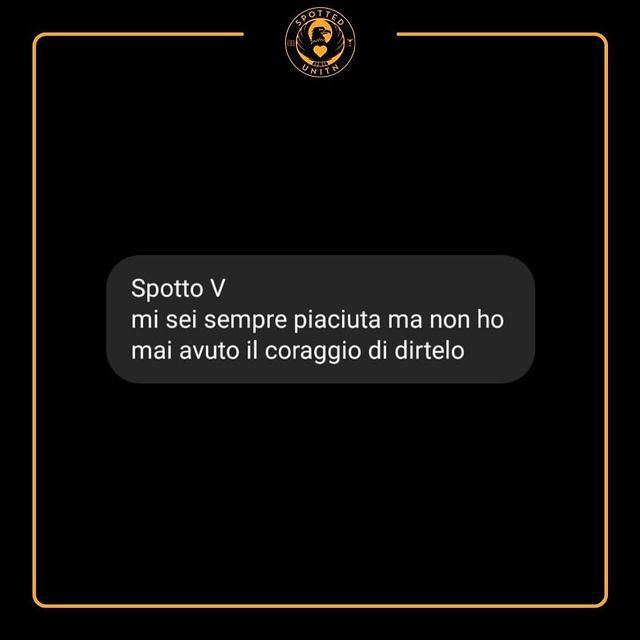 SPOTTED
UNITN
Spotto V
mi sei sempre piaciuta ma non ho
mai avuto il coraggio di dirtelo